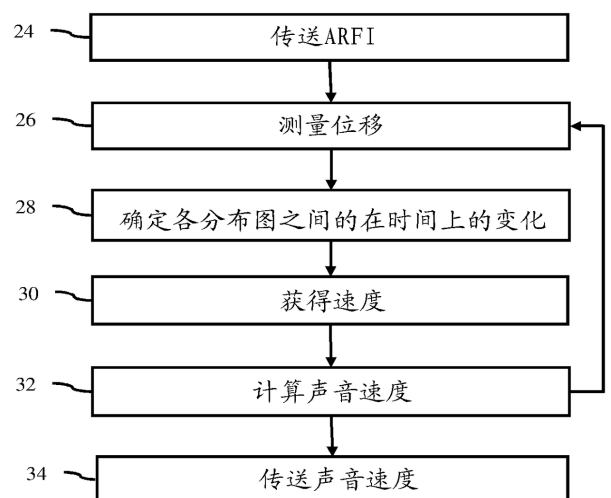 24 传送ARFI
26 测量位移
28 确定各分布图之间的在时间上的变化
30 获得速度
32 计算声音速度
34 传送声音速度